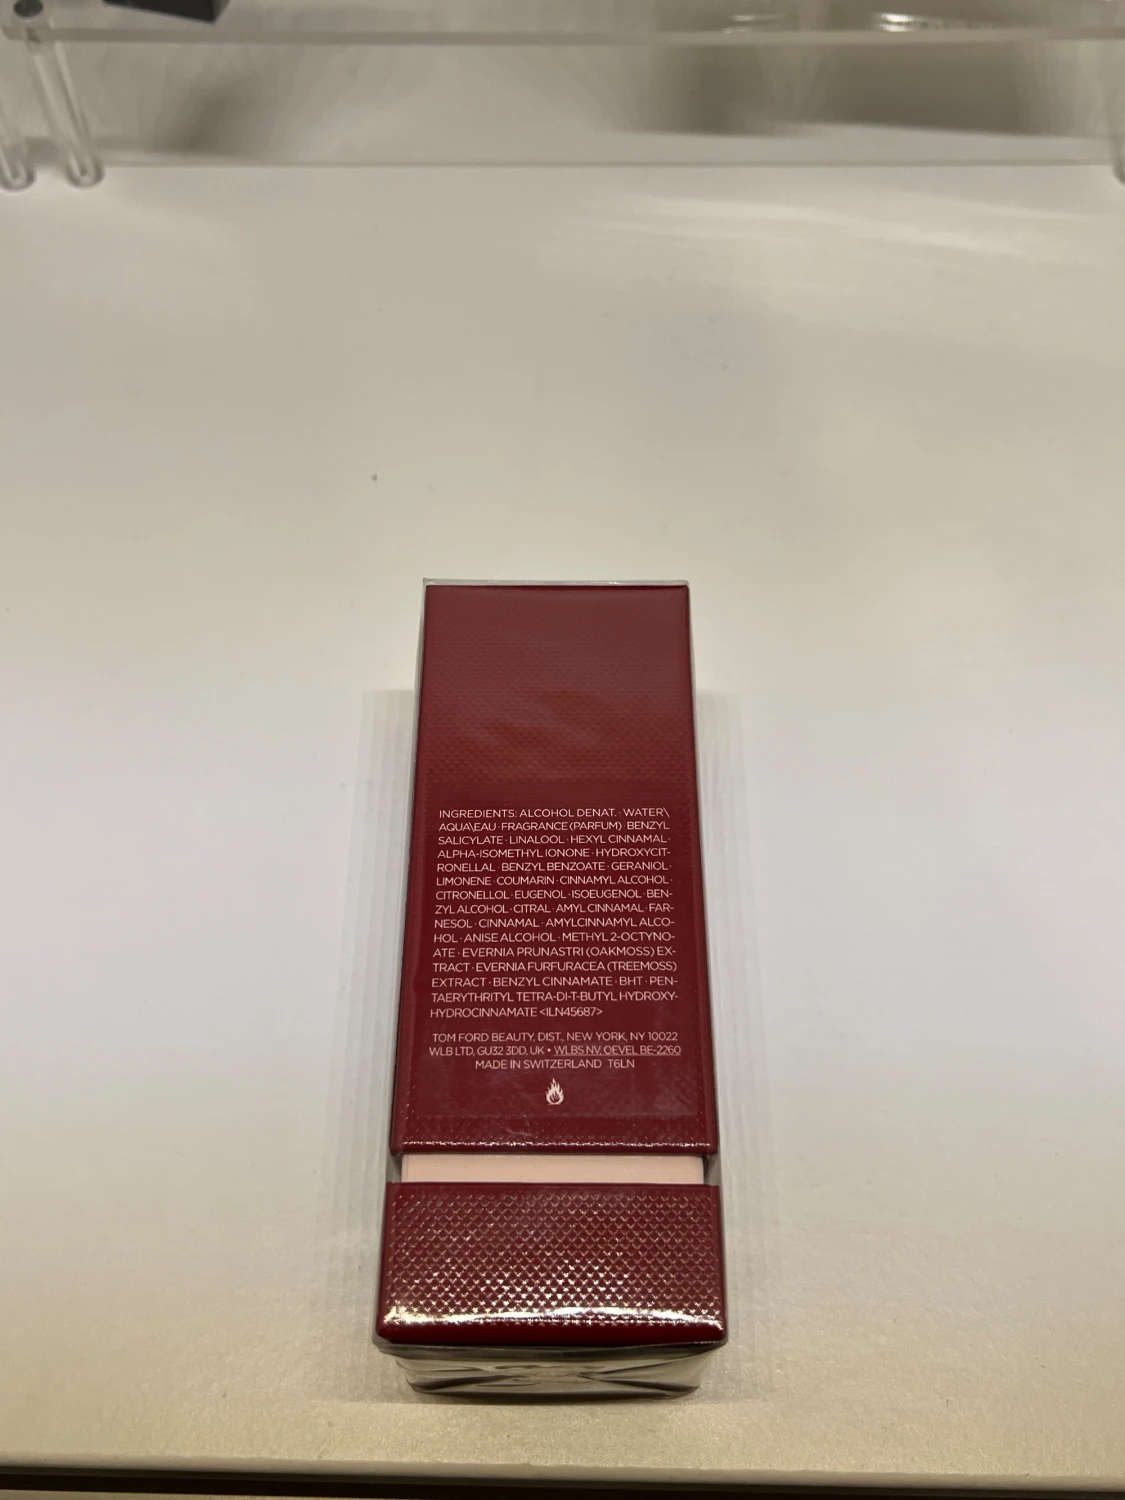 INGREDIENTS: ALCOHOL DENAT. · WATER\
AQUA\EAU · FRAGRANCE (PARFUM) · BENZYL
SALICYLATE · LINALOOL · HEXYL CINNAMAL ·
ALPHA-ISOMETHYL IONONE · HYDROXYCIT-
RONELLAL · BENZYL BENZOATE · GERANIOL ·
LIMONENE · COUMARIN · CINNAMYL ALCOHOL ·
CITRONELLOL · EUGENOL · ISOEUGENOL · BEN-
ZYL ALCOHOL · CITRAL · AMYL CINNAMAL · FAR-
NESOL · CINNAMAL · AMYLCINNAMYL ALCO-
HOL · ANISE ALCOHOL · METHYL 2-OCTYNO-
ATE · EVERNIA PRUNASTRI (OAKMOSS) EX-
TRACT · EVERNIA FURFURACEA (TREEMOSS)
EXTRACT · BENZYL CINNAMATE · BHT · PEN-
TAERYTHRITYL TETRA-DI-T-BUTYL HYDROXY-
HYDROCINNAMATE <ILN45687>
TOM FORD BEAUTY, DIST., NEW YORK, NY 10022
WLB LTD, GU32 3DD, UK • WLBS NV, OEVEL BE-2260
MADE IN SWITZERLAND T6LN